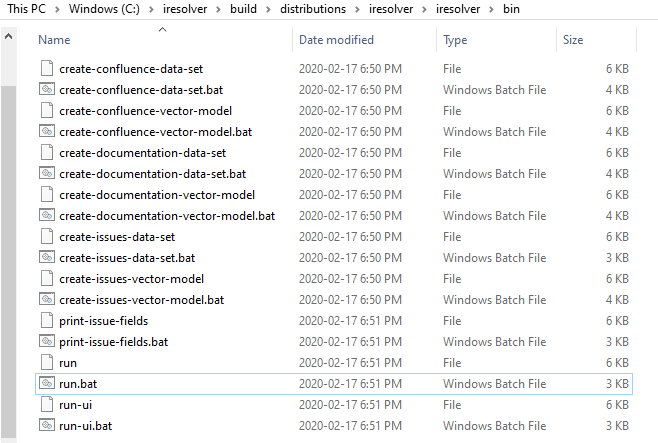 This PC > Windows (C:) > iresolver > build > distributions > iresolver > iresolver > bin
Name Date modified Type Size
create-confluence-data-set 2020-02-17 6:50 PM File 6 KB
create-confluence-data-set.bat 2020-02-17 6:50 PM Windows Batch File 4 KB
create-confluence-vector-model 2020-02-17 6:50 PM File 6 KB
create-confluence-vector-model.bat 2020-02-17 6:50 PM Windows Batch File 4 KB
create-documentation-data-set 2020-02-17 6:50 PM File 6 KB
create-documentation-data-set.bat 2020-02-17 6:50 PM Windows Batch File 4 KB
create-documentation-vector-model 2020-02-17 6:50 PM File 6 KB
create-documentation-vector-model.bat 2020-02-17 6:50 PM Windows Batch File 4 KB
create-issues-data-set 2020-02-17 6:50 PM File 6 KB
create-issues-data-set.bat 2020-02-17 6:50 PM Windows Batch File 3 KB
create-issues-vector-model 2020-02-17 6:50 PM File 6 KB
create-issues-vector-model.bat 2020-02-17 6:50 PM Windows Batch File 4 KB
print-issue-fields 2020-02-17 6:51 PM File 6 KB
print-issue-fields.bat 2020-02-17 6:51 PM Windows Batch File 3 KB
run 2020-02-17 6:51 PM File 6 KB
run.bat 2020-02-17 6:51 PM Windows Batch File 3 KB
run-ui 2020-02-17 6:51 PM File 6 KB
run-ui.bat 2020-02-17 6:51 PM Windows Batch File 3 KB